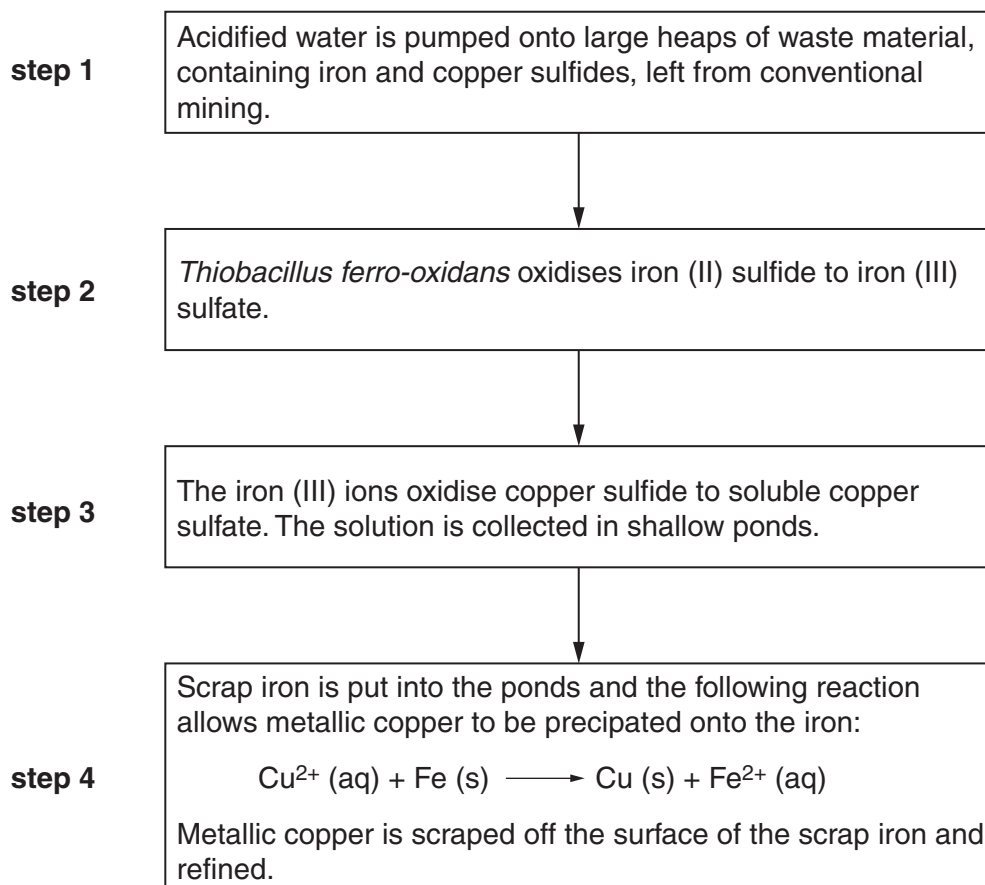 step 1
Acidified water is pumped onto large heaps of waste material,
containing iron and copper sulfides, left from conventional
mining.
step 2
Thiobacillus ferro-oxidans oxidises iron (II) sulfide to iron (III)
sulfate.
step 3
The iron (III) ions oxidise copper sulfide to soluble copper
sulfate. The solution is collected in shallow ponds.
step 4
Scrap iron is put into the ponds and the following reaction
allows metallic copper to be precipated onto the iron:
Cu²⁺ (aq) + Fe (s) ⟶ Cu (s) + Fe²⁺ (aq)
Metallic copper is scraped off the surface of the scrap iron and
refined.